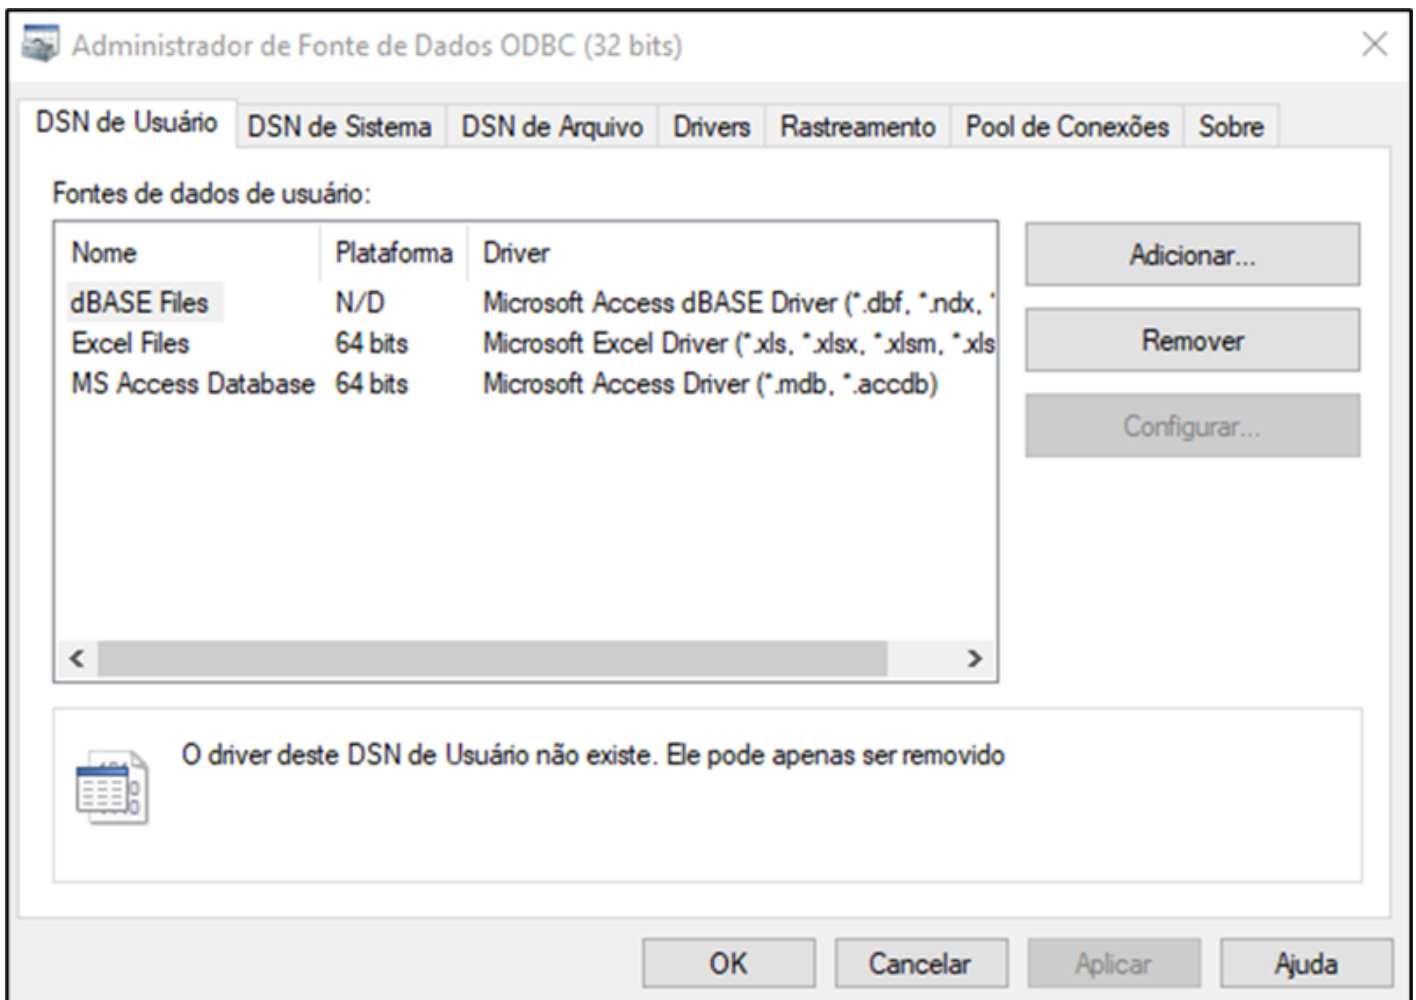 Administrador de Fonte de Dados ODBC (32 bits)
DSN de Usuário DSN de Sistema DSN de Arquivo Drivers Rastreamento Pool de Conexões Sobre
Fontes de dados de usuário:
Nome Plataforma Driver
dBASE Files N/D Microsoft Access dBASE Driver (*.dbf, *.ndx, *
Excel Files 64 bits Microsoft Excel Driver (*.xls, *.xlsx, *.xlsm, *.xls
MS Access Database 64 bits Microsoft Access Driver (*.mdb, *.accdb)
Adicionar...
Remover
Configurar...
O driver deste DSN de Usuário não existe. Ele pode apenas ser removido
OK Cancelar Aplicar Ajuda